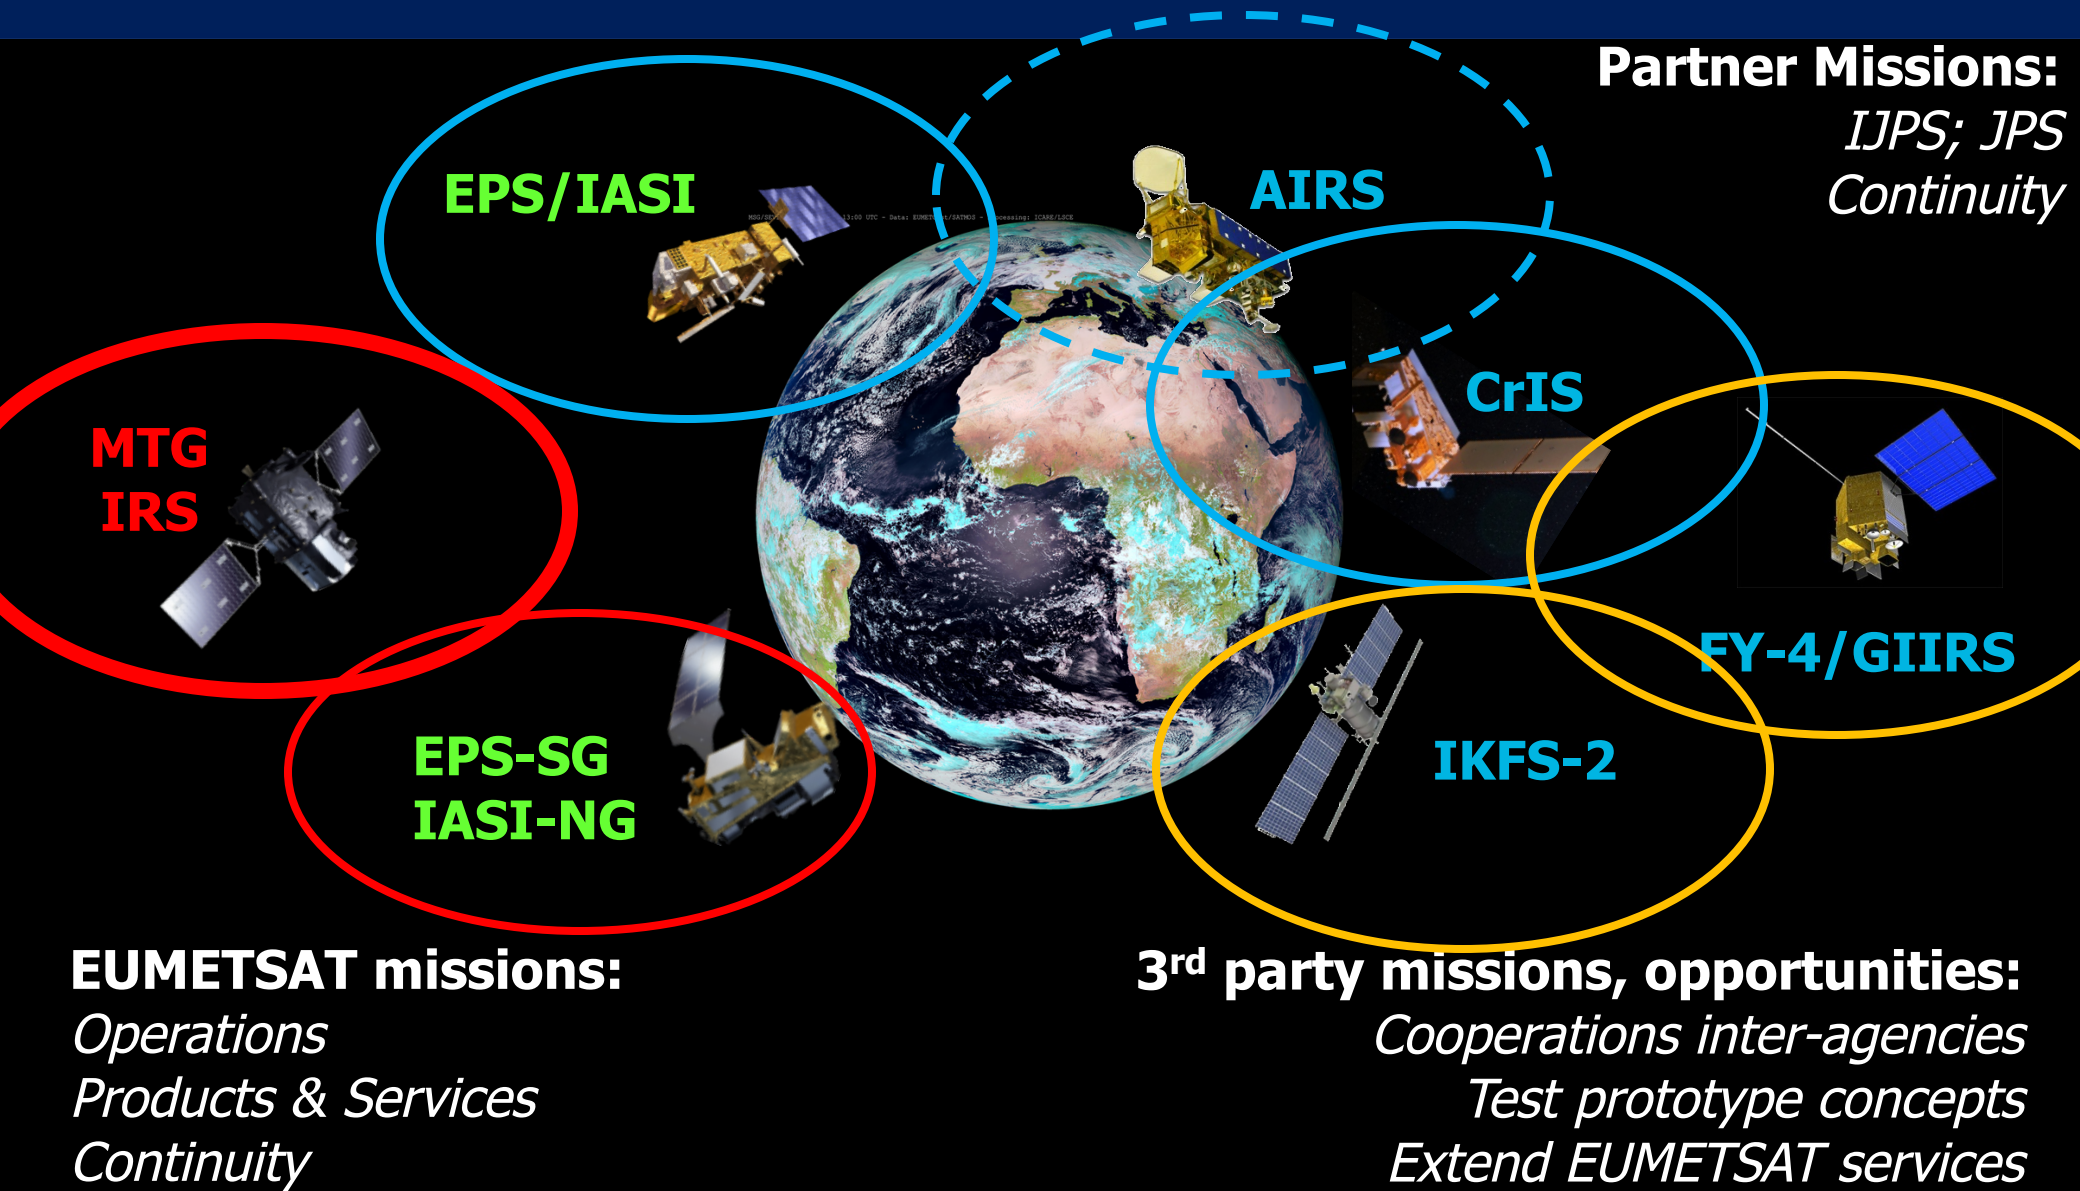 Partner Missions:
IJPS; JPS
Continuity
EPS/IASI
AIRS
CrIS
MTG
IRS
FY-4/GIIRS
EPS-SG
IASI-NG
IKFS-2
EUMETSAT missions:
Operations
Products & Services
Continuity
3rd party missions, opportunities:
Cooperations inter-agencies
Test prototype concepts
Extend EUMETSAT services